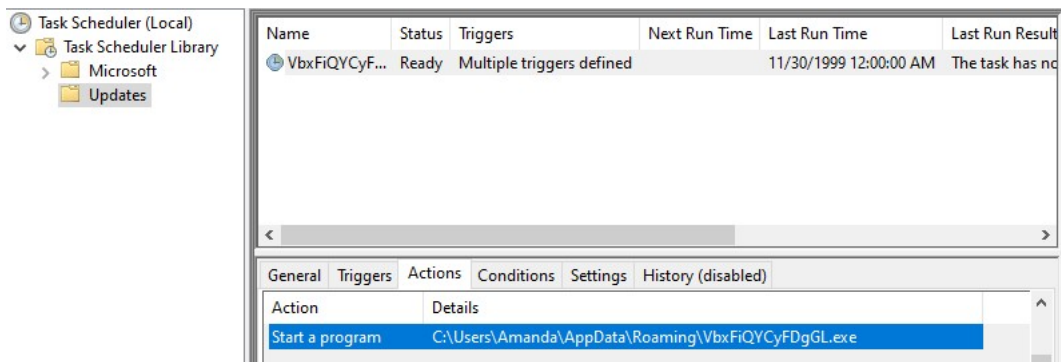 Task Scheduler (Local)
Task Scheduler Library
Microsoft
Updates
Name Status Triggers Next Run Time Last Run Time Last Run Result
VbxFiQYCyF... Ready Multiple triggers defined 11/30/1999 12:00:00 AM The task has no
General Triggers Actions Conditions Settings History (disabled)
Action Details
Start a program C:\Users\Amanda\AppData\Roaming\VbxFiQYCyFDgGL.exe